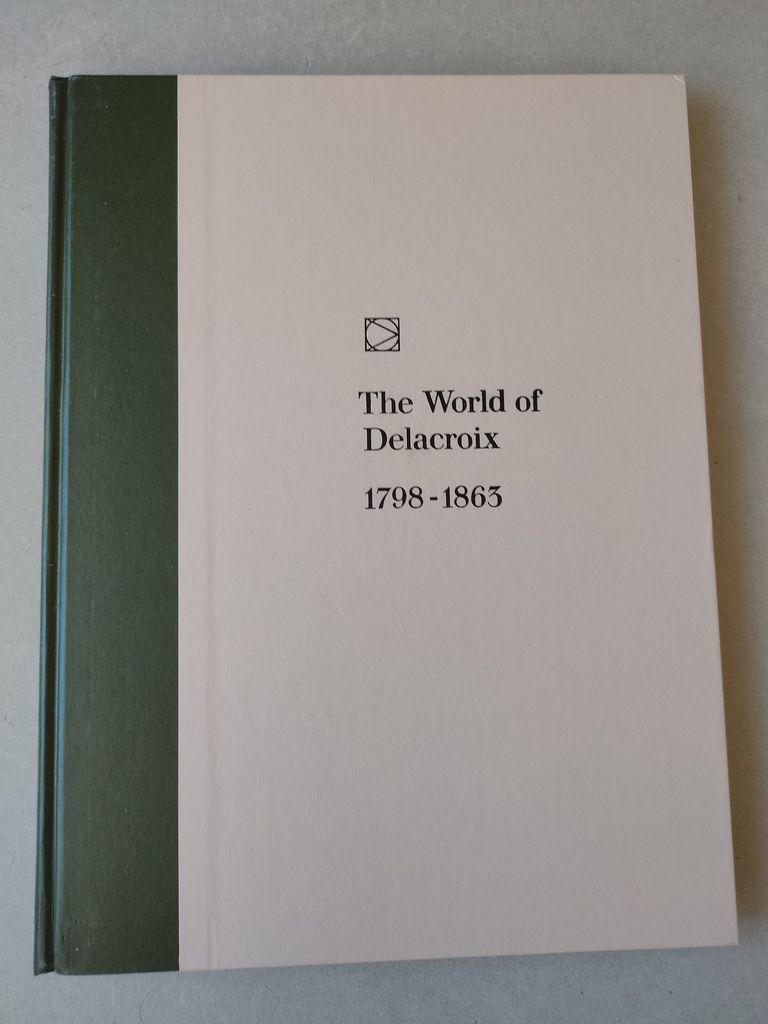 The World of
Delacroix
1798-1863